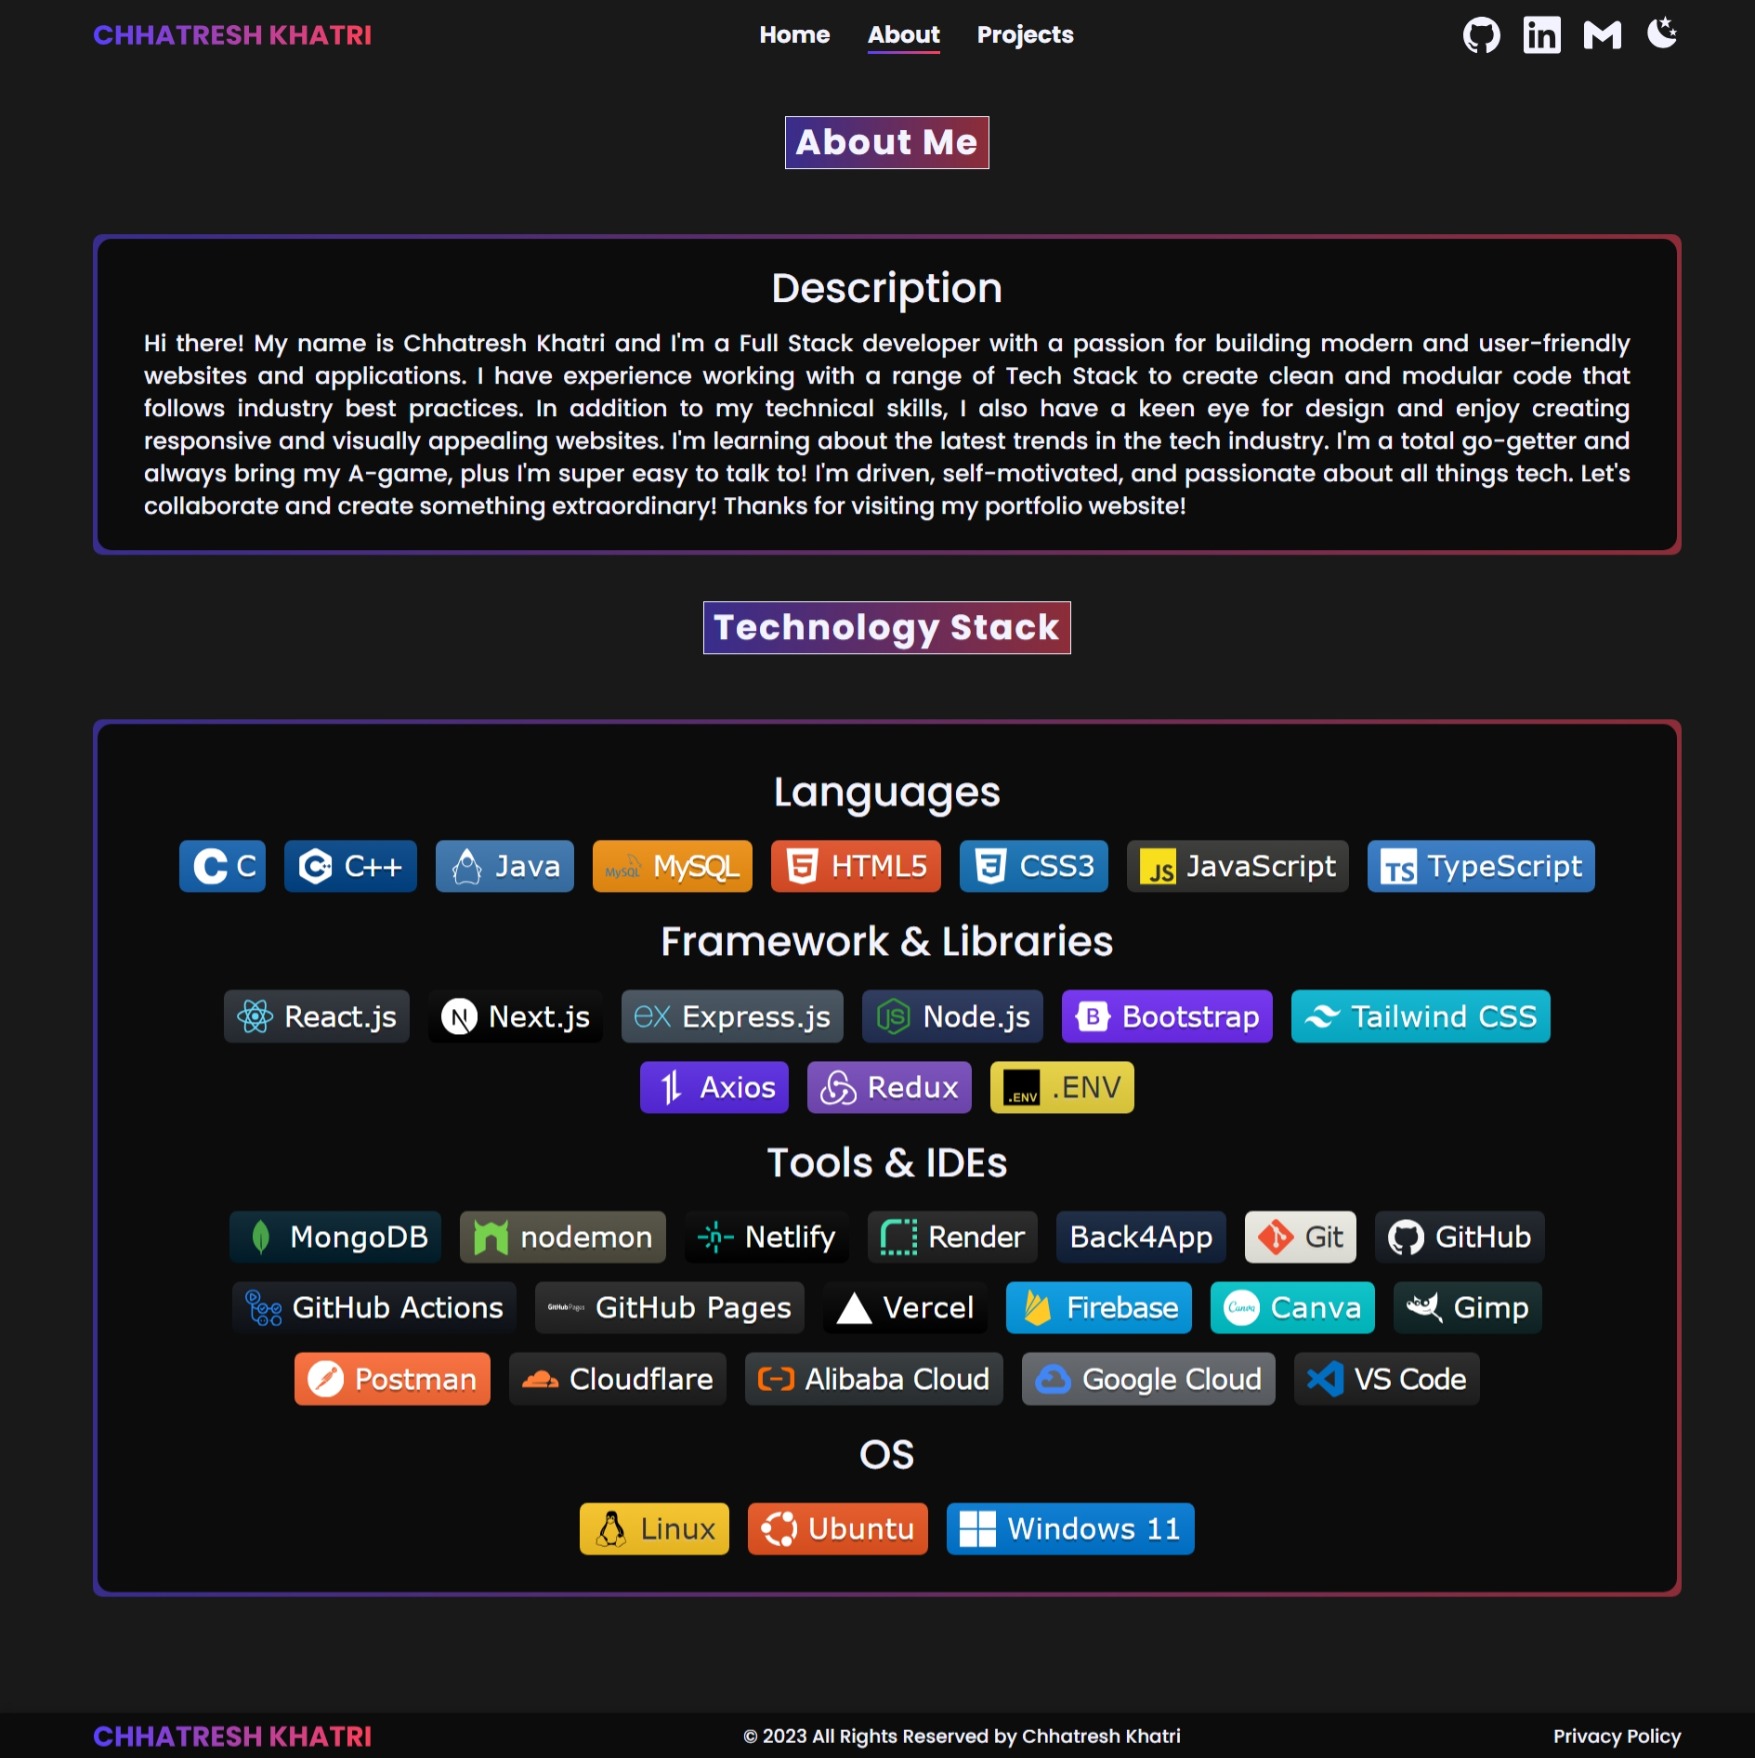 CHHATRESH KHATRI
Home About Projects
About Me
Description
Hi there! My name is Chhatresh Khatri and I'm a Full Stack developer with a passion for building modern and user-friendly
websites and applications. I have experience working with a range of Tech Stack to create clean and modular code that
follows industry best practices. In addition to my technical skills, I also have a keen eye for design and enjoy creating
responsive and visually appealing websites. I'm learning about the latest trends in the tech industry. I'm a total go-getter and
always bring my A-game, plus I'm super easy to talk to! I'm driven, self-motivated, and passionate about all things tech. Let's
collaborate and create something extraordinary! Thanks for visiting my portfolio website!
Technology Stack
Languages
C C++ Java MySQL MySQL HTML5 CSS3 JS JavaScript TS TypeScript
Framework & Libraries
React.js Next.js ex Express.js JS Node.js B Bootstrap Tailwind CSS
Axios Redux .ENV .ENV
Tools & IDEs
MongoDB nodemon n Netlify Render Back4App Git GitHub
GitHub Actions GitHub Pages GitHub Pages Vercel Firebase Canva Canva Gimp
Postman Cloudflare Alibaba Cloud Google Cloud VS Code
OS
Linux Ubuntu Windows 11
CHHATRESH KHATRI © 2023 All Rights Reserved by Chhatresh Khatri Privacy Policy